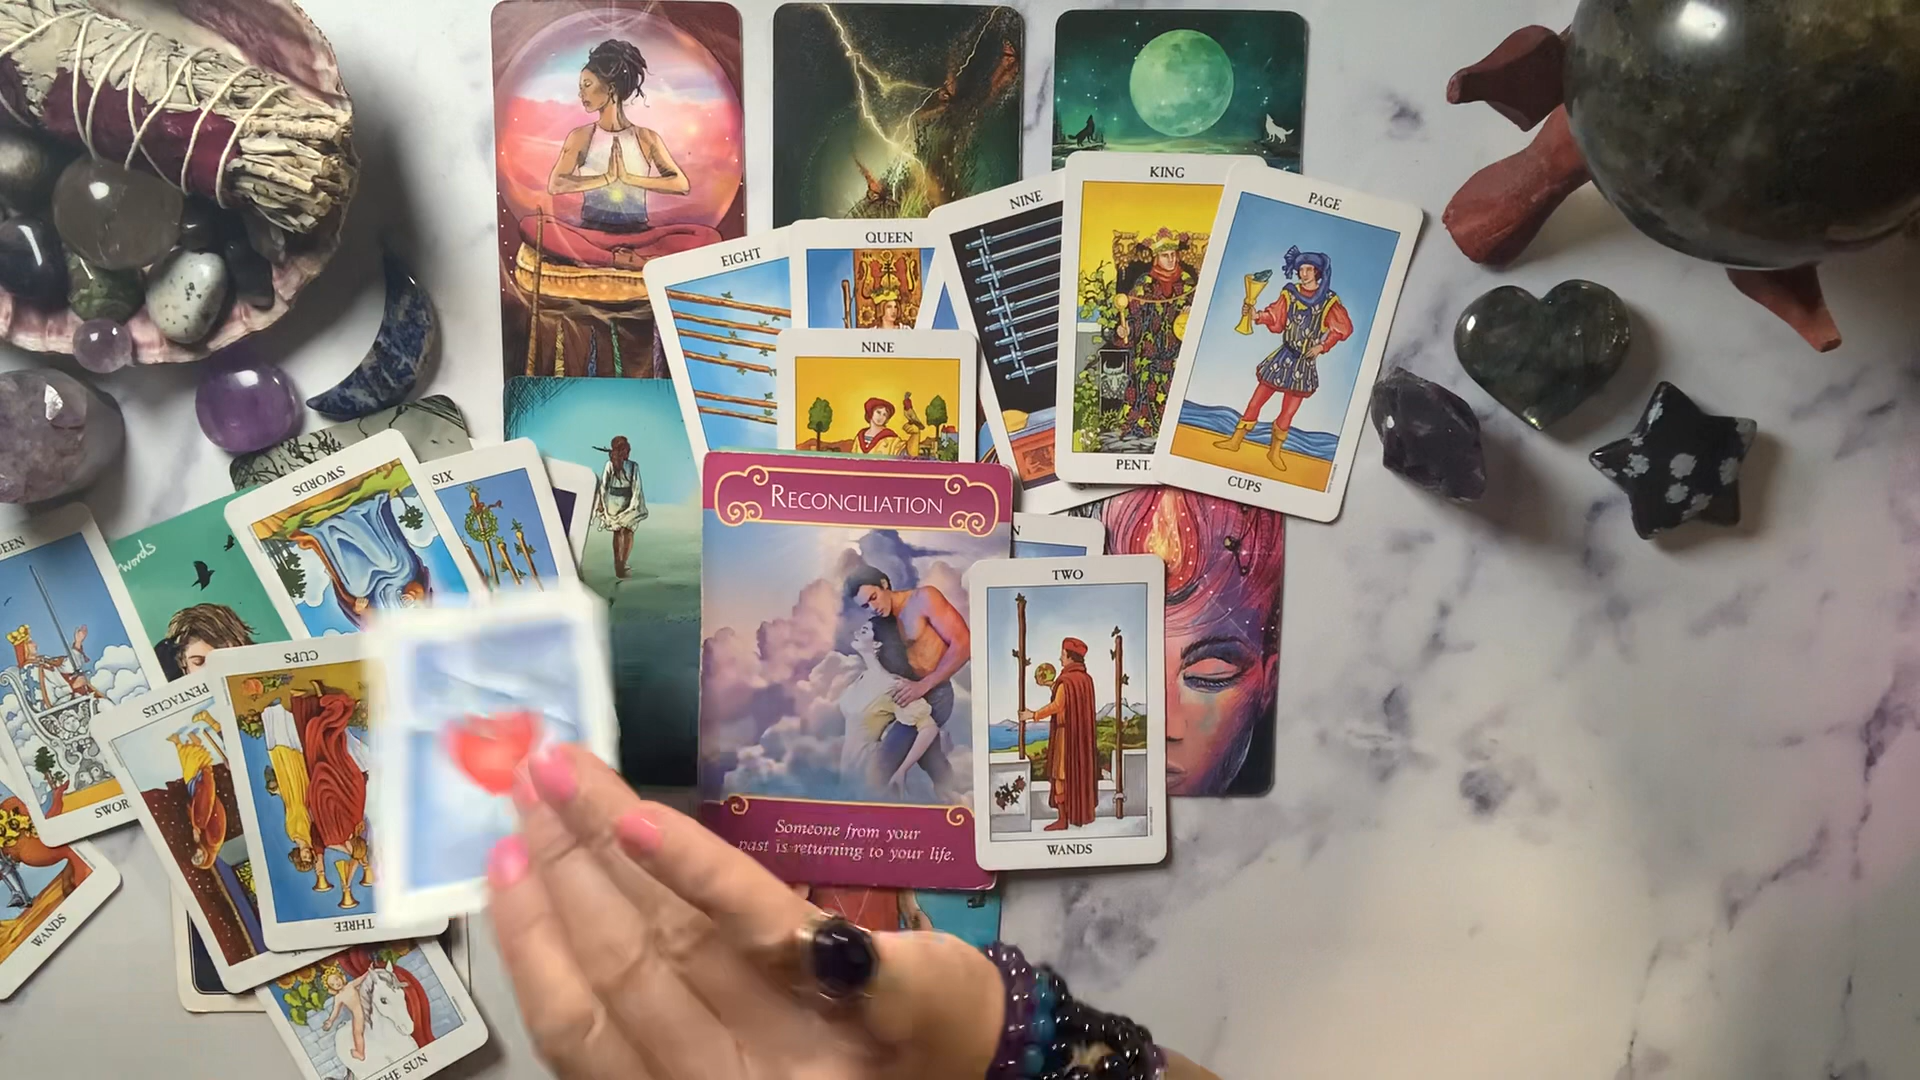 KING
NINE
PAGE
QUEEN
EIGHT
NINE
PENT
CUPS
SWORDS
SIX
RECONCILIATION
words
TWO
CUPS
PENTACLES
Someone from your
past is returning to your life.
WANDS
THREE
WANDS
THE SUN